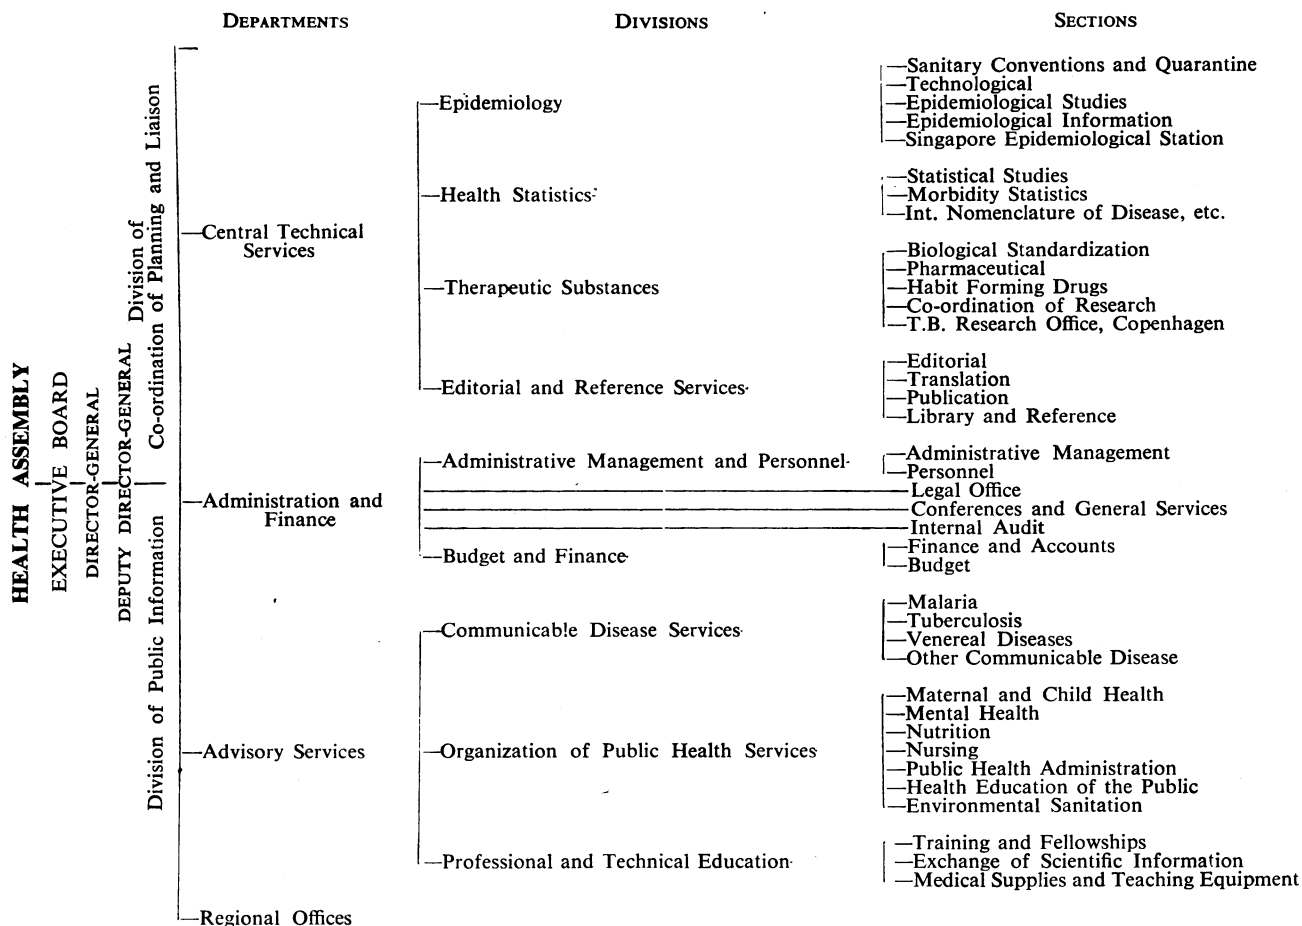 DEPARTMENTS
DIVISIONS
SECTIONS
HEALTH ASSEMBLY
EXECUTIVE BOARD
DIRECTOR-GENERAL
DEPUTY DIRECTOR-GENERAL
Division of
Co-ordination of Planning and Liaison
Division of Public Information
Central Technical
Services
Epidemiology
Sanitary Conventions and Quarantine
Technological
Epidemiological Studies
Epidemiological Information
Singapore Epidemiological Station
Health Statistics
Statistical Studies
Morbidity Statistics
Int. Nomenclature of Disease, etc.
Therapeutic Substances
Biological Standardization
Pharmaceutical
Habit Forming Drugs
Co-ordination of Research
T.B. Research Office, Copenhagen
Editorial and Reference Services
Editorial
Translation
Publication
Library and Reference
Administration and
Finance
Administrative Management and Personnel
Administrative Management
Personnel
Legal Office
Conferences and General Services
Internal Audit
Budget and Finance
Finance and Accounts
Budget
Advisory Services
Communicable Disease Services
Malaria
Tuberculosis
Venereal Diseases
Other Communicable Disease
Organization of Public Health Services
Maternal and Child Health
Mental Health
Nutrition
Nursing
Public Health Administration
Health Education of the Public
Environmental Sanitation
Professional and Technical Education
Training and Fellowships
Exchange of Scientific Information
Medical Supplies and Teaching Equipment
Regional Offices